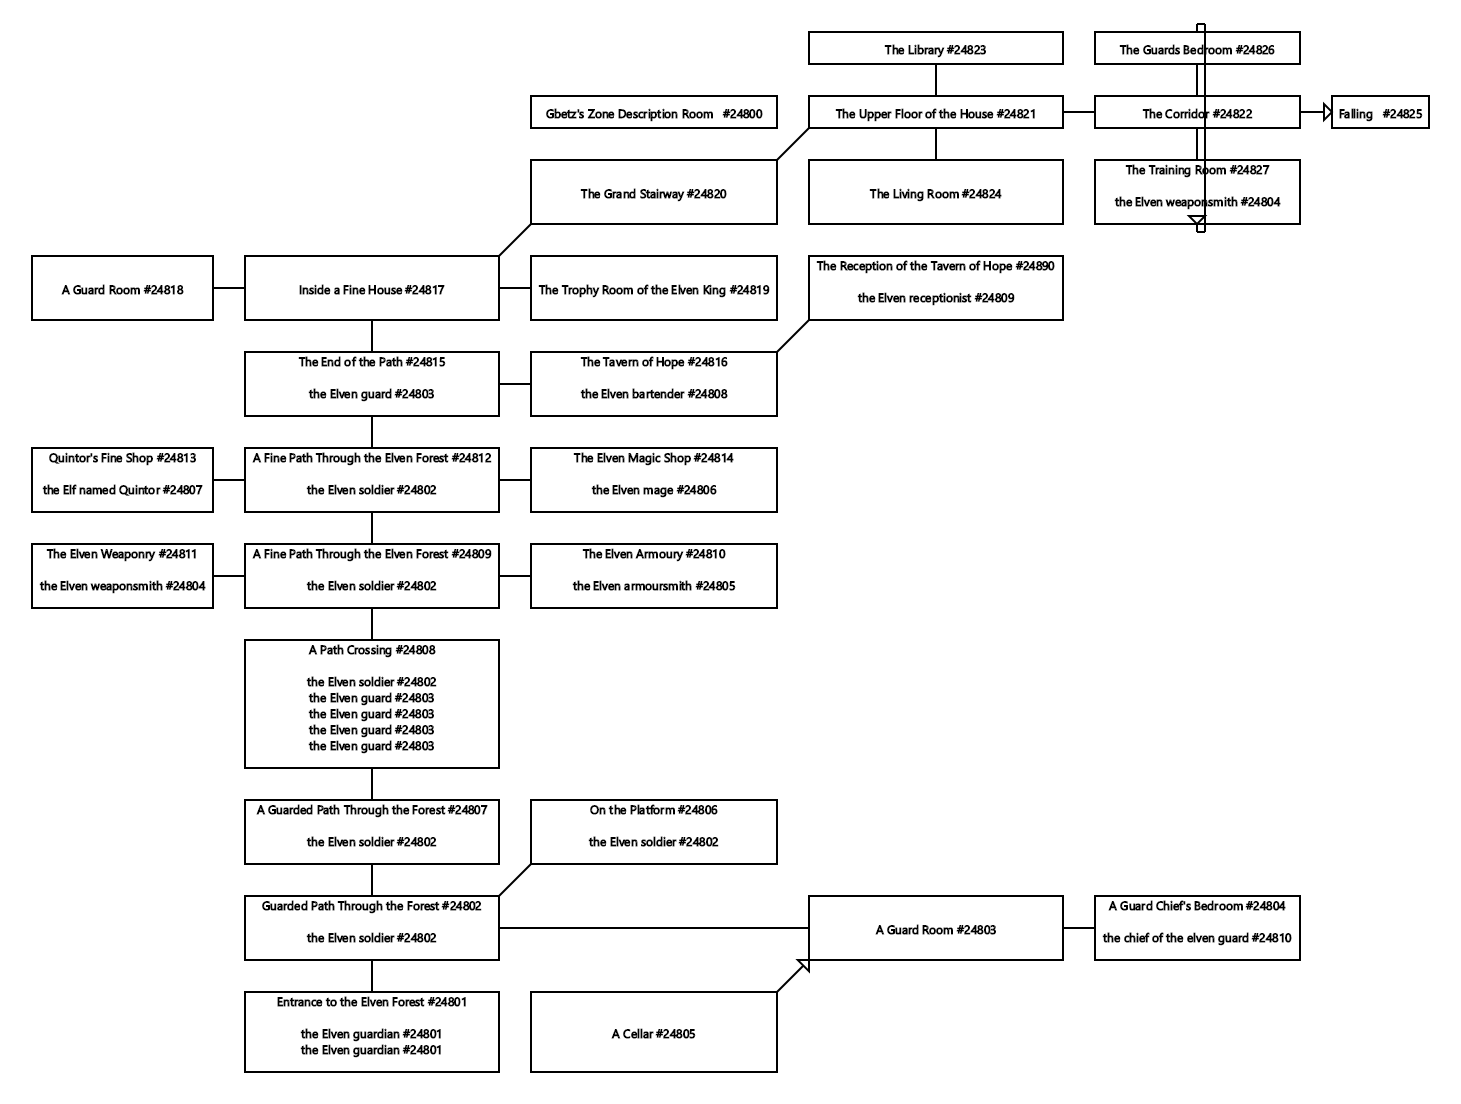 The Library #24823
The Guards Bedroom #24826
Gbetz's Zone Description Room #24800
The Upper Floor of the House #24821
The Corridor #24822
Falling #24825
The Grand Stairway #24820
The Living Room #24824
The Training Room #24827
the Elven weaponsmith #24804
A Guard Room #24818
Inside a Fine House #24817
The Trophy Room of the Elven King #24819
The Reception of the Tavern of Hope #24890
the Elven receptionist #24809
The End of the Path #24815
the Elven guard #24803
The Tavern of Hope #24816
the Elven bartender #24808
Quintor's Fine Shop #24813
the Elf named Quintor #24807
A Fine Path Through the Elven Forest #24812
the Elven soldier #24802
The Elven Magic Shop #24814
the Elven mage #24806
The Elven Weaponry #24811
the Elven weaponsmith #24804
A Fine Path Through the Elven Forest #24809
the Elven soldier #24802
The Elven Armoury #24810
the Elven armoursmith #24805
A Path Crossing #24808
the Elven soldier #24802
the Elven guard #24803
the Elven guard #24803
the Elven guard #24803
the Elven guard #24803
A Guarded Path Through the Forest #24807
the Elven soldier #24802
On the Platform #24806
the Elven soldier #24802
Guarded Path Through the Forest #24802
the Elven soldier #24802
A Guard Room #24803
A Guard Chief's Bedroom #24804
the chief of the elven guard #24810
Entrance to the Elven Forest #24801
the Elven guardian #24801
the Elven guardian #24801
A Cellar #24805